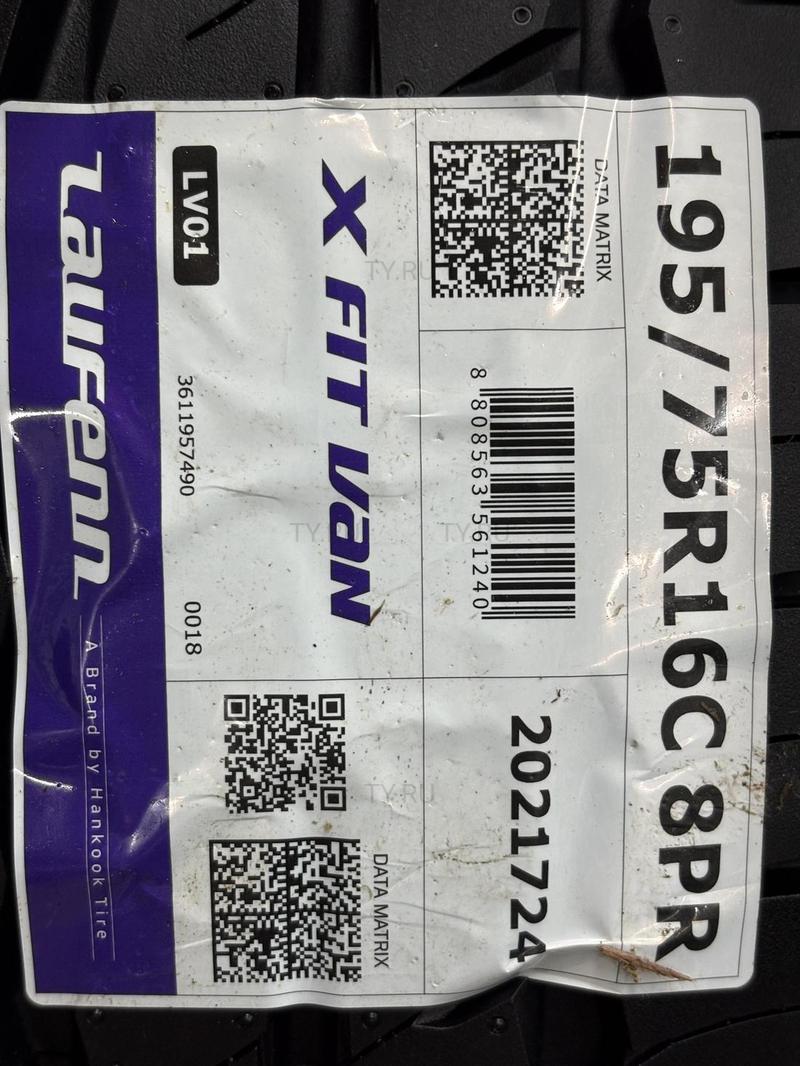 195/75R16C 8PR
DATA MATRIX
8 808563 561240
2021724
X FIT VaN
LV01
3611957490
0018
DATA MATRIX
Laufenn
A Brand by Hankook Tire
TY.RU
TY.RU
TY.RU
TY.RU